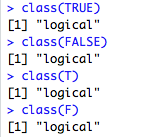 > class(TRUE)
[1] "logical"
> class(FALSE)
[1] "logical"
> class(T)
[1] "logical"
> class(F)
[1] "logical"